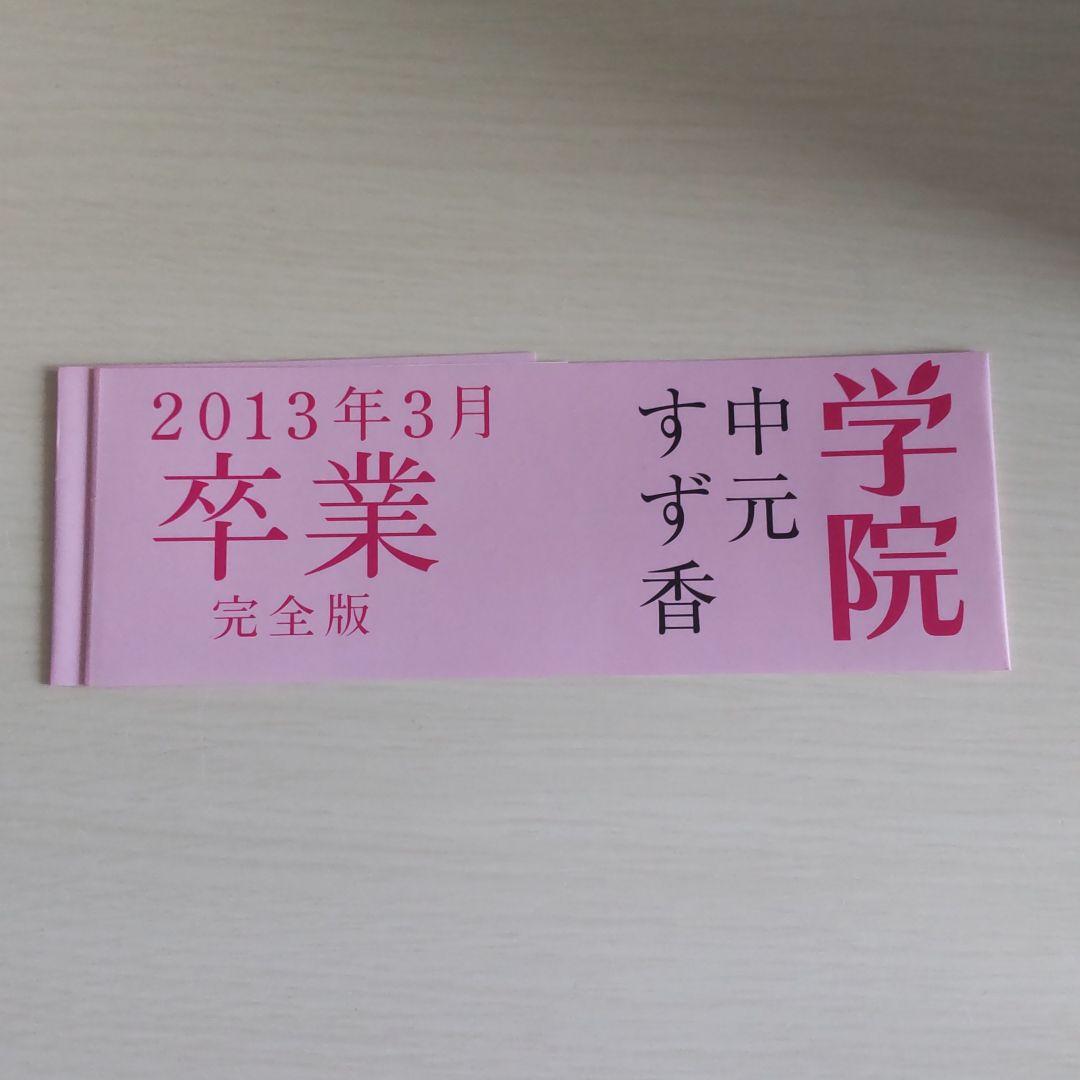 2013年3月
卒業
完全版
学院
中元
すず香